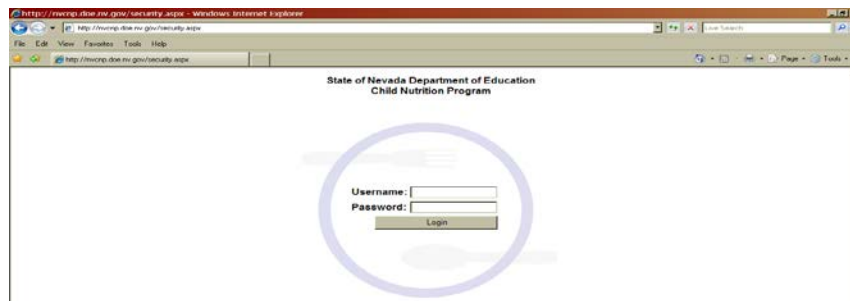 http://nvcnp.doe.nv.gov/security.aspx - Windows Internet Explorer
http://nvcnp.doe.nv.gov/security.aspx
Live Search
File Edit View Favorites Tools Help
http://nvcnp.doe.nv.gov/security.aspx
Page Tools
State of Nevada Department of Education
Child Nutrition Program
Username:
Password:
Login